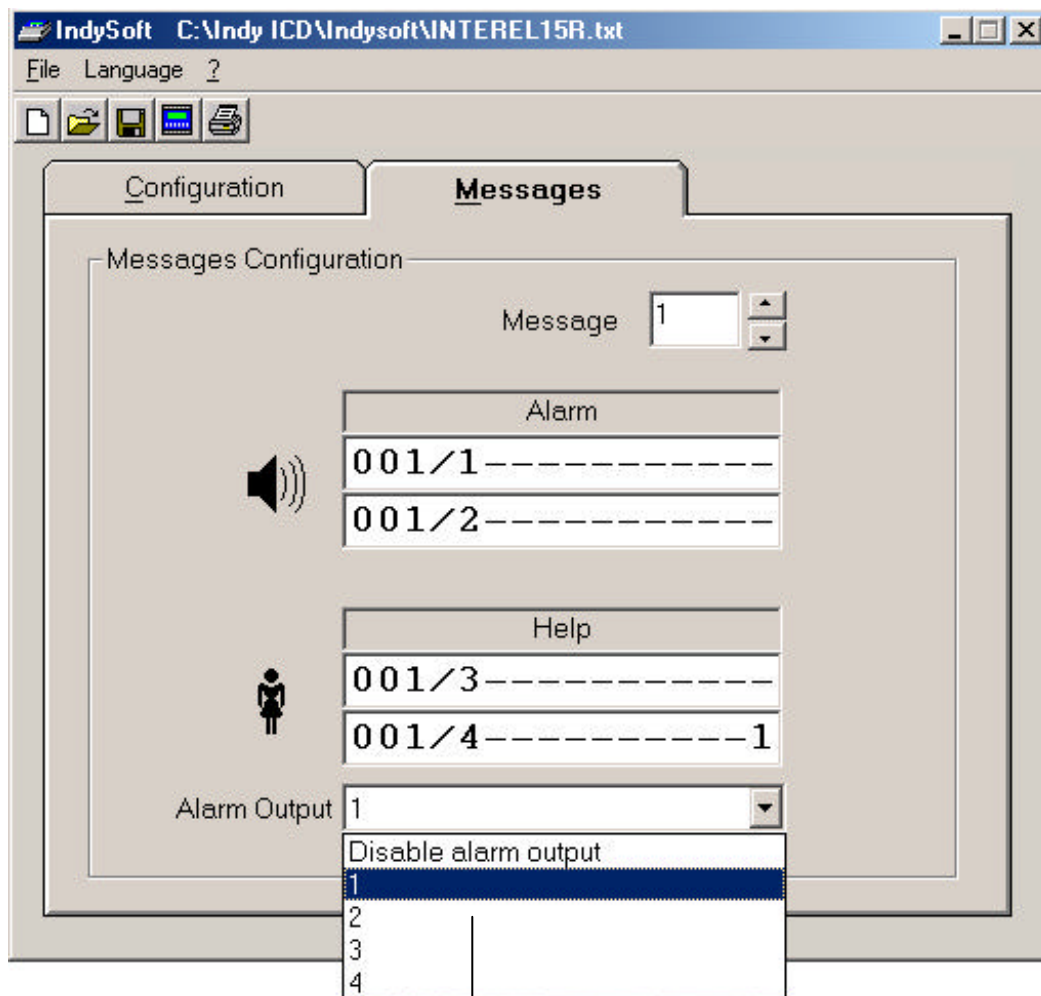 IndySoft C:\Indy ICD\Indysoft\INTEREL15R.txt
File Language ?
Configuration
Messages
Messages Configuration
Message 1
Alarm
001/1-----------
001/2-----------
Help
001/3-----------
001/4----------1
Alarm Output 1
Disable alarm output
1
2
3
4